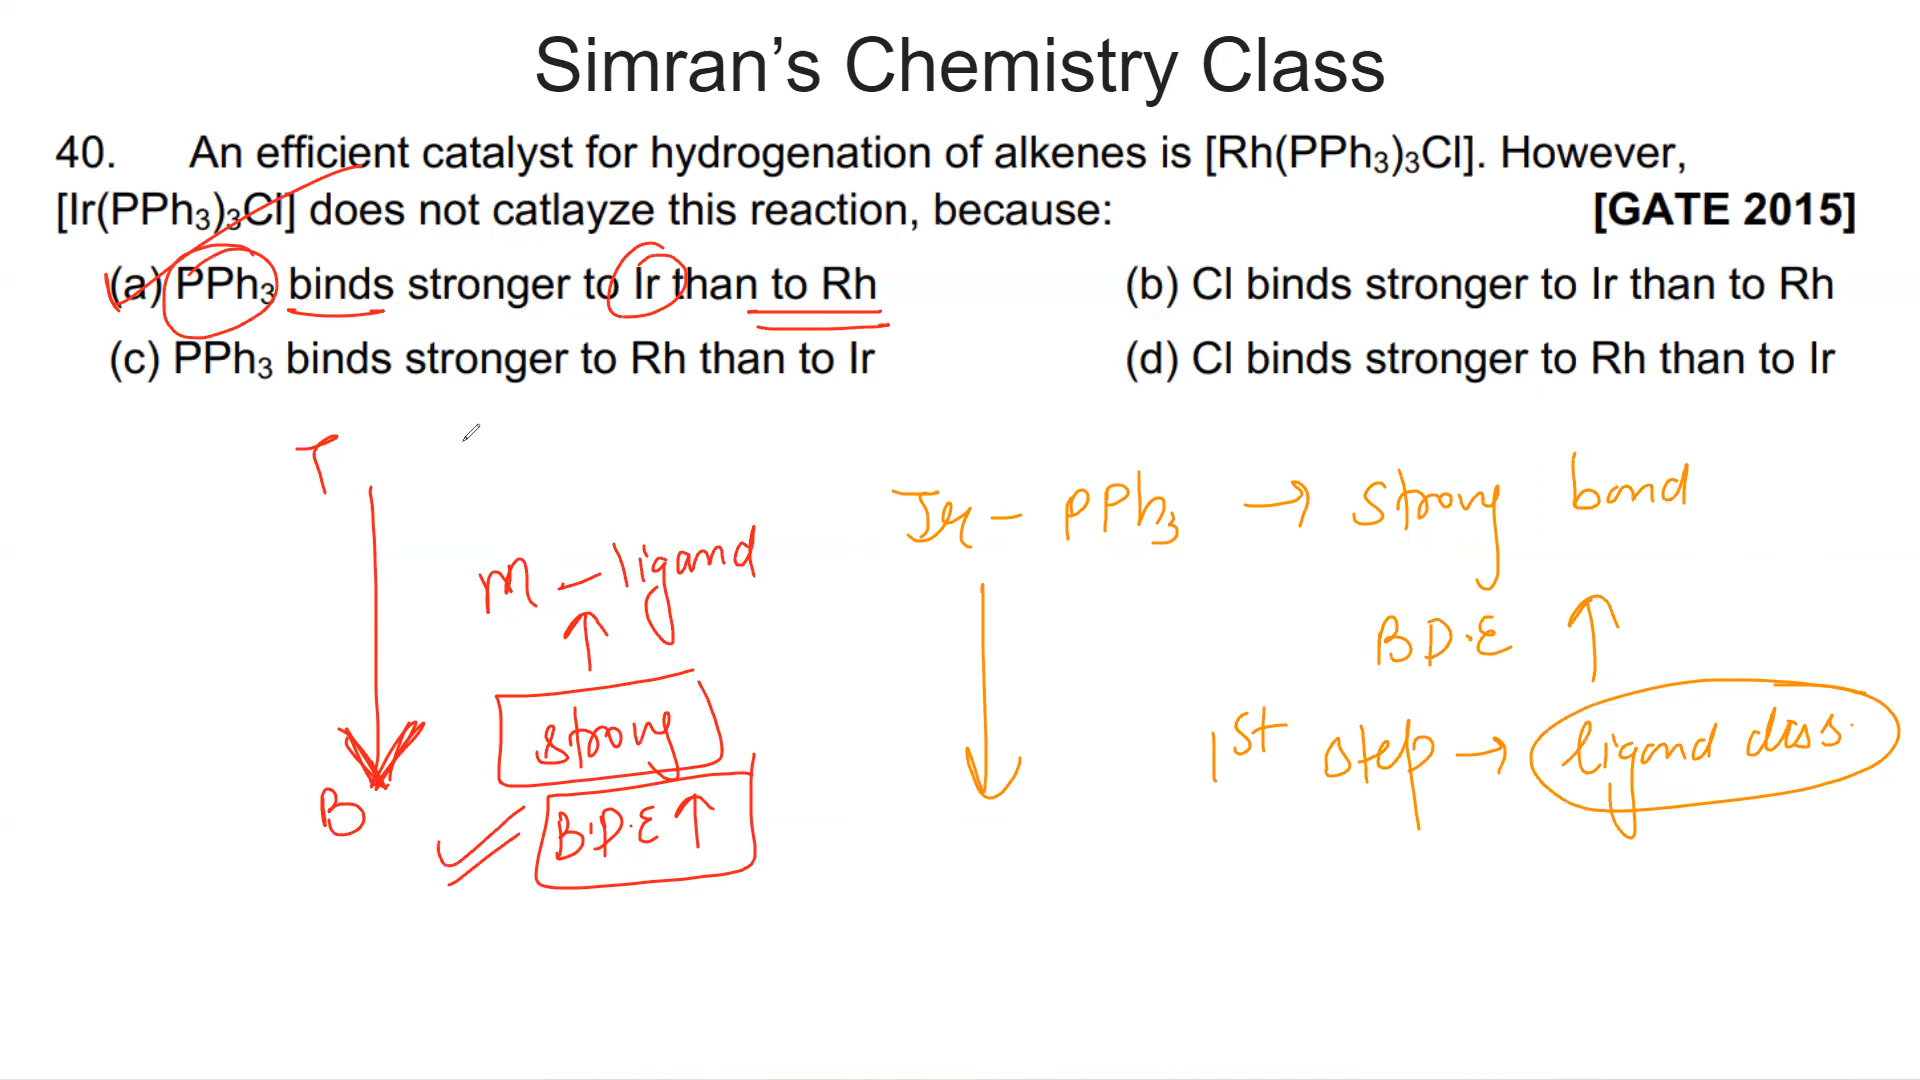 Simran’s Chemistry Class
40. An efficient catalyst for hydrogenation of alkenes is [Rh(PPh₃)₃Cl]. However,
[Ir(PPh₃)₃Cl] does not catlayze this reaction, because: [GATE 2015]
(a) PPh₃ binds stronger to Ir than to Rh (b) Cl binds stronger to Ir than to Rh
(c) PPh₃ binds stronger to Rh than to Ir (d) Cl binds stronger to Rh than to Ir
T
M – ligand
↑
strong
B
B.D.E ↑
Ir – PPh₃ → strong bond
B D.E ↑
1st step → ligand diss.